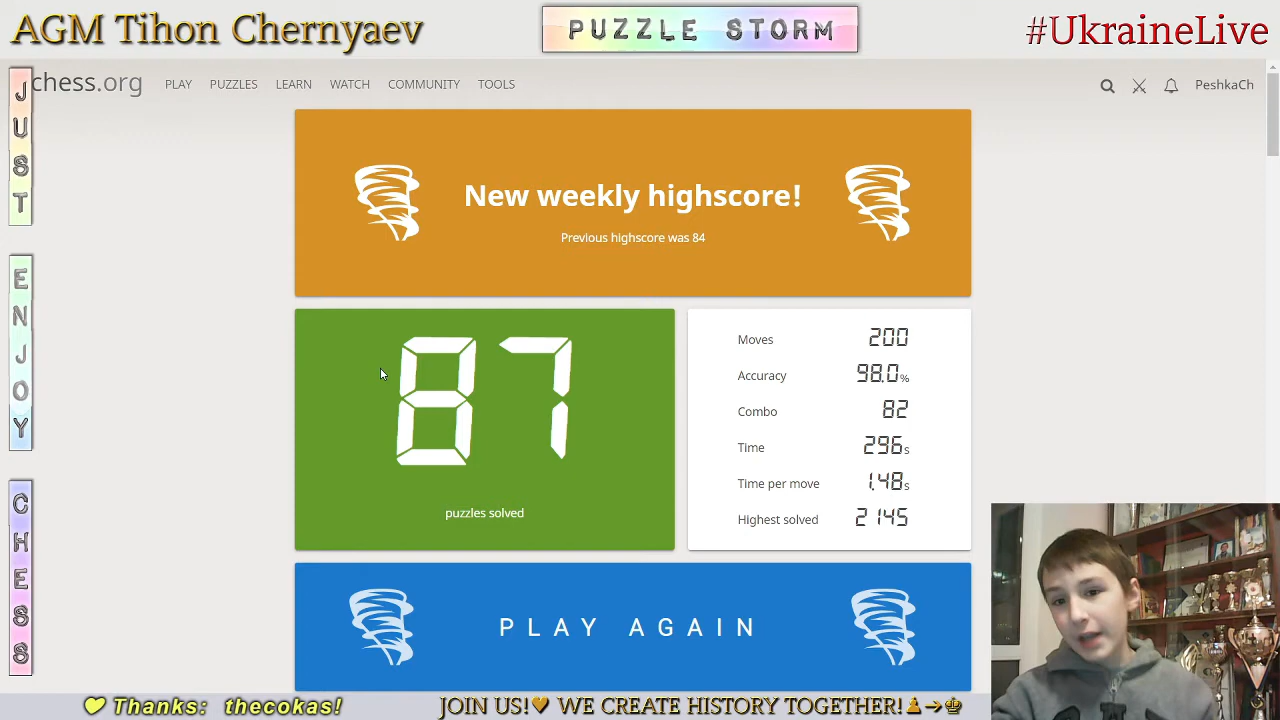 AGM Tihon Chernyaev
PUZZLE STORM
#UkraineLive
JUST
ENJOY
CHESS
chess.org
PLAY PUZZLES LEARN WATCH COMMUNITY TOOLS
PeshkaCh
New weekly highscore!
Previous highscore was 84
87
puzzles solved
Moves 200
Accuracy 98.0%
Combo 82
Time 296s
Time per move 1.48s
Highest solved 2145
PLAY AGAIN
Thanks: thecokas!
JOIN US! WE CREATE HISTORY TOGETHER!